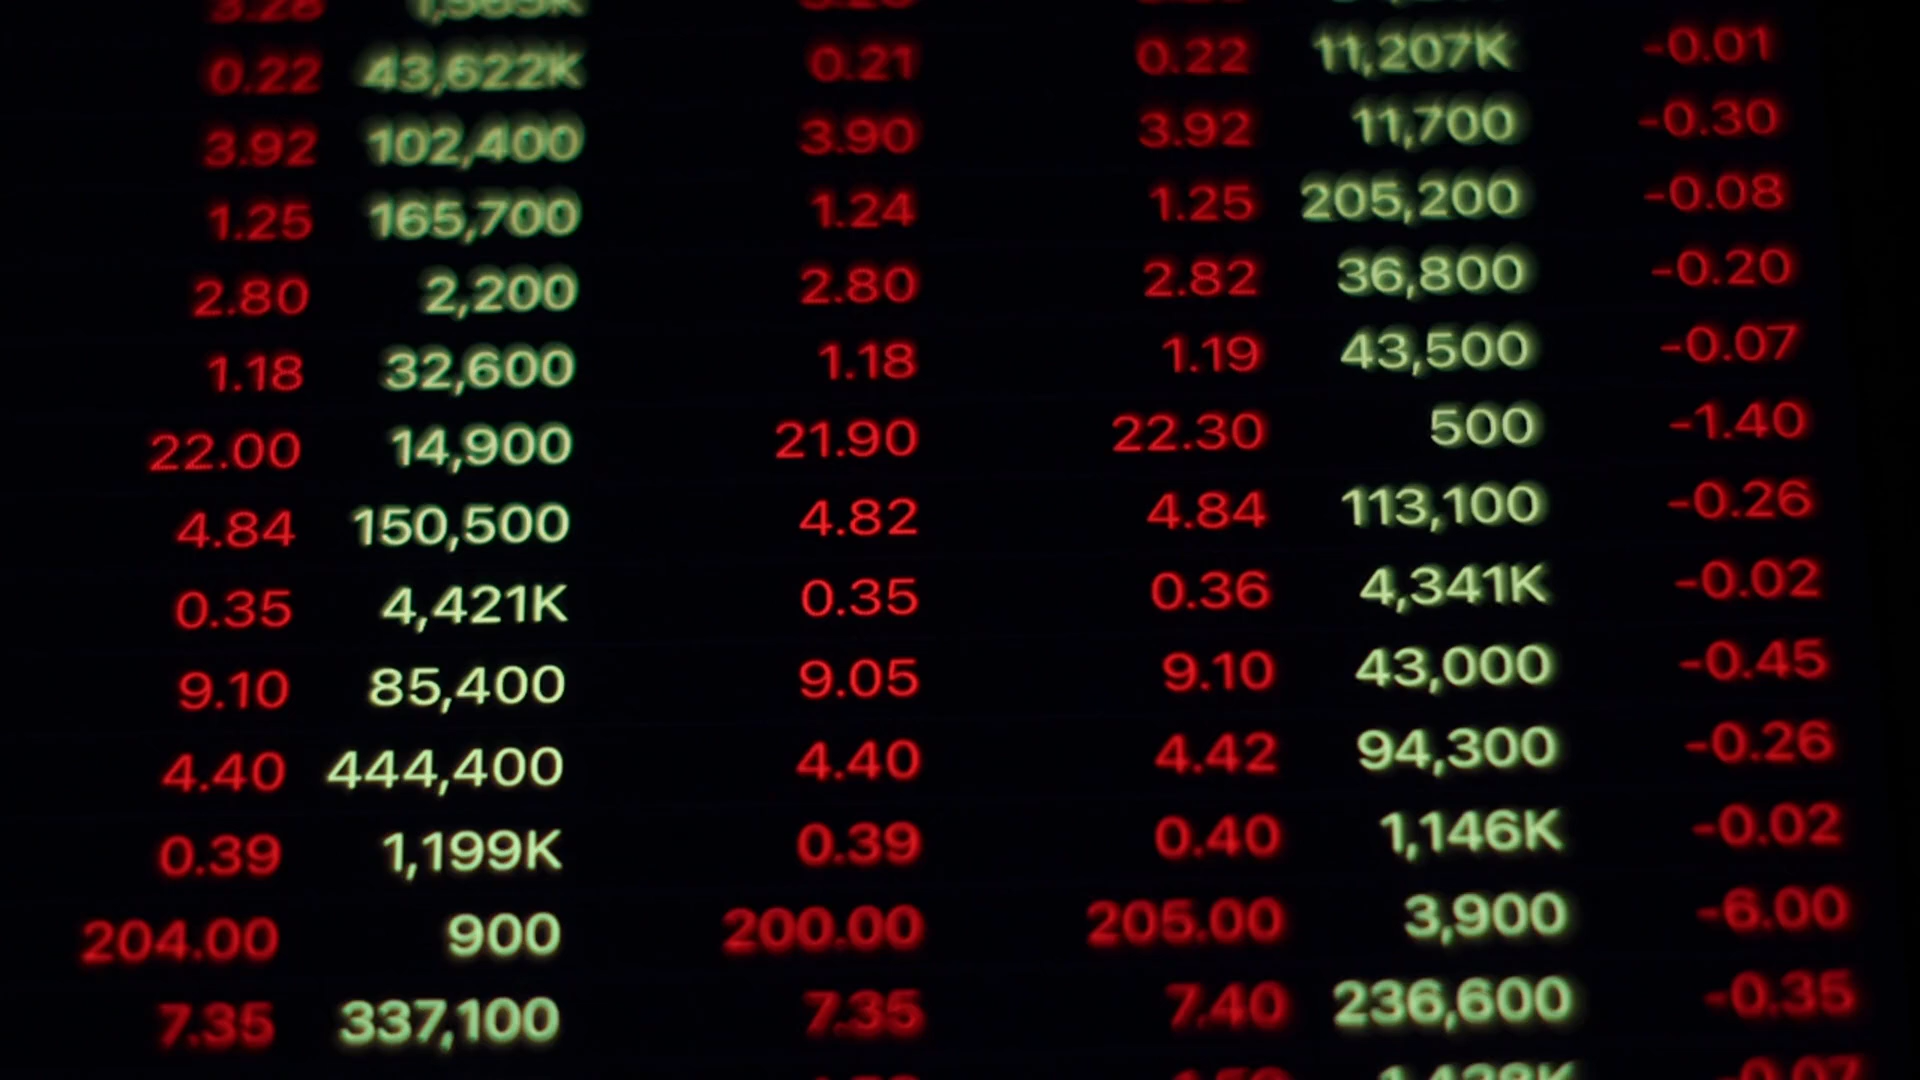 0.22 43,622K 0.21 0.22 11,207K -0.01
3.92 102,400 3.90 3.92 11,700 -0.30
1.25 165,700 1.24 1.25 205,200 -0.08
2.80 2,200 2.80 2.82 36,800 -0.20
1.18 32,600 1.18 1.19 43,500 -0.07
22.00 14,900 21.90 22.30 500 -1.40
4.84 150,500 4.82 4.84 113,100 -0.26
0.35 4,421K 0.35 0.36 4,341K -0.02
9.10 85,400 9.05 9.10 43,000 -0.45
4.40 444,400 4.40 4.42 94,300 -0.26
0.39 1,199K 0.39 0.40 1,146K -0.02
204.00 900 200.00 205.00 3,900 -6.00
7.35 337,100 7.35 7.40 236,600 -0.35